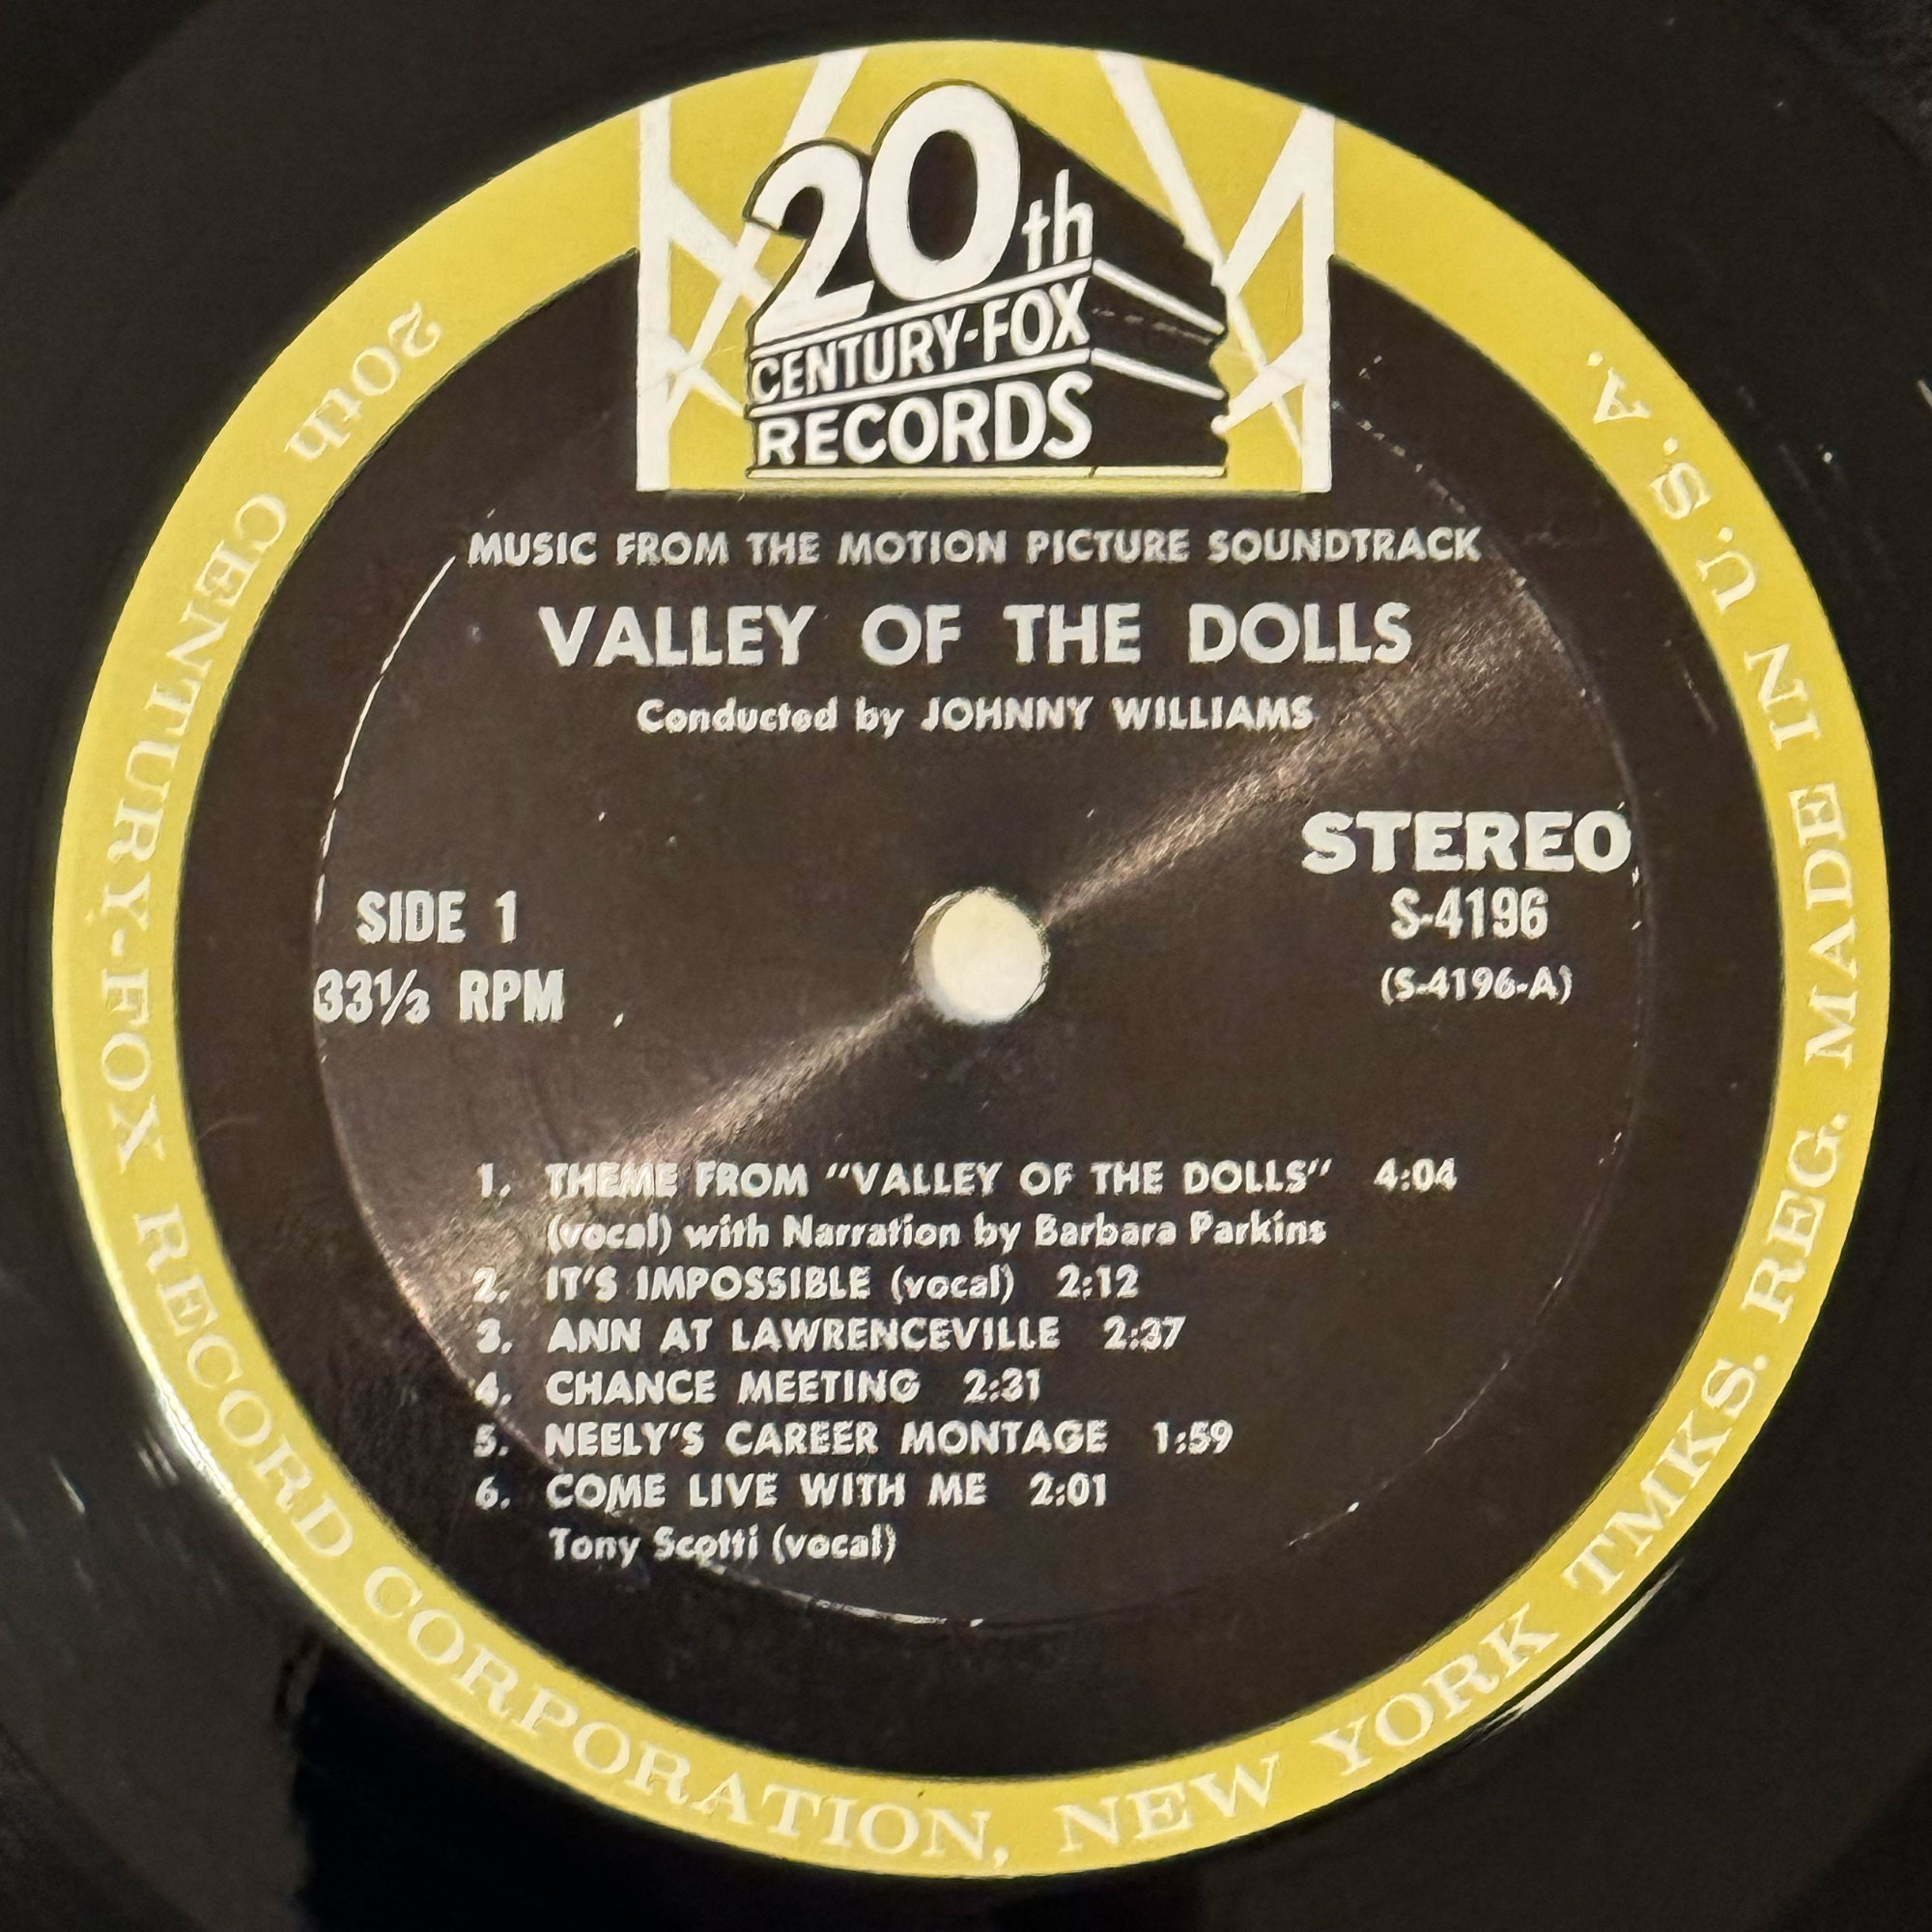 20th
CENTURY-FOX
RECORDS
MUSIC FROM THE MOTION PICTURE SOUNDTRACK
VALLEY OF THE DOLLS
Conducted by JOHNNY WILLIAMS
STEREO
SIDE 1
S-4196
33⅓ RPM
(S-4196-A)
1. THEME FROM "VALLEY OF THE DOLLS" 4:04
(vocal) with Narration by Barbara Parkins
2. IT'S IMPOSSIBLE (vocal) 2:12
3. ANN AT LAWRENCEVILLE 2:37
4. CHANCE MEETING 2:31
5. NEELY'S CAREER MONTAGE 1:59
6. COME LIVE WITH ME 2:01
Tony Scotti (vocal)
20th CENTURY-FOX RECORD CORPORATION, NEW YORK TMKS. REG. MADE IN U. S. A.